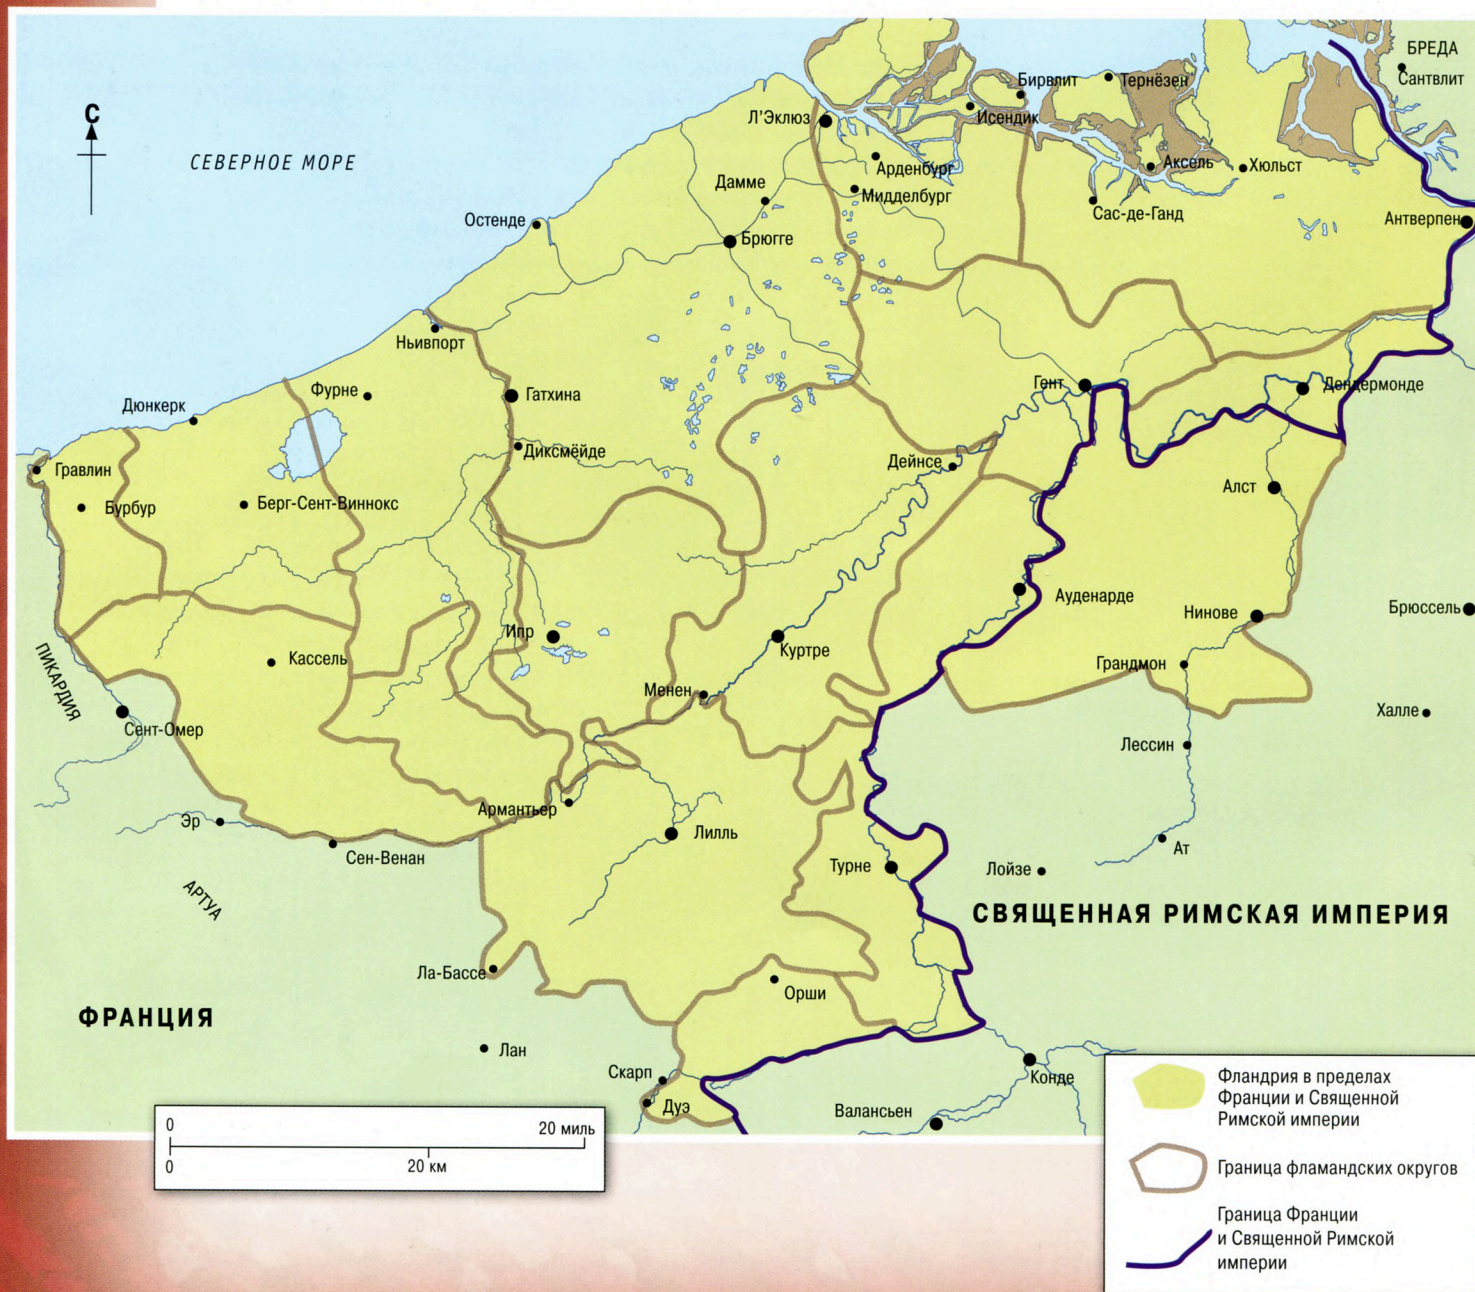 С
СЕВЕРНОЕ МОРЕ
БРЕДА
Сантвлит
Бирвлит
Тернёзен
Исендик
Л'Эклюз
Арденбург
Аксель
Хюльст
Дамме
Мидделбург
Сас-де-Ганд
Антверпен
Остенде
Брюгге
Ньивпорт
Фурне
Гатхина
Гент
Дендермонде
Дюнкерк
Диксмёйде
Дейнсе
Гравлин
Бурбур
Берг-Сент-Виннокс
Алст
Ауденарде
Нинове
Брюссель
Ипр
Куртре
Кассель
ПИКАРДИЯ
Менен
Грандмон
Халле
Сент-Омер
Лессин
Эр
Армантьер
Лилль
Сен-Венан
Турне
Ат
Лойзе
АРТУА
СВЯЩЕННАЯ РИМСКАЯ ИМПЕРИЯ
Ла-Бассе
Орши
ФРАНЦИЯ
Лан
Скарп
Дуэ
Конде
Валансьен
0 20 миль
0 20 км
Фландрия в пределах
Франции и Священной
Римской империи
Граница фламандских округов
Граница Франции
и Священной Римской
империи